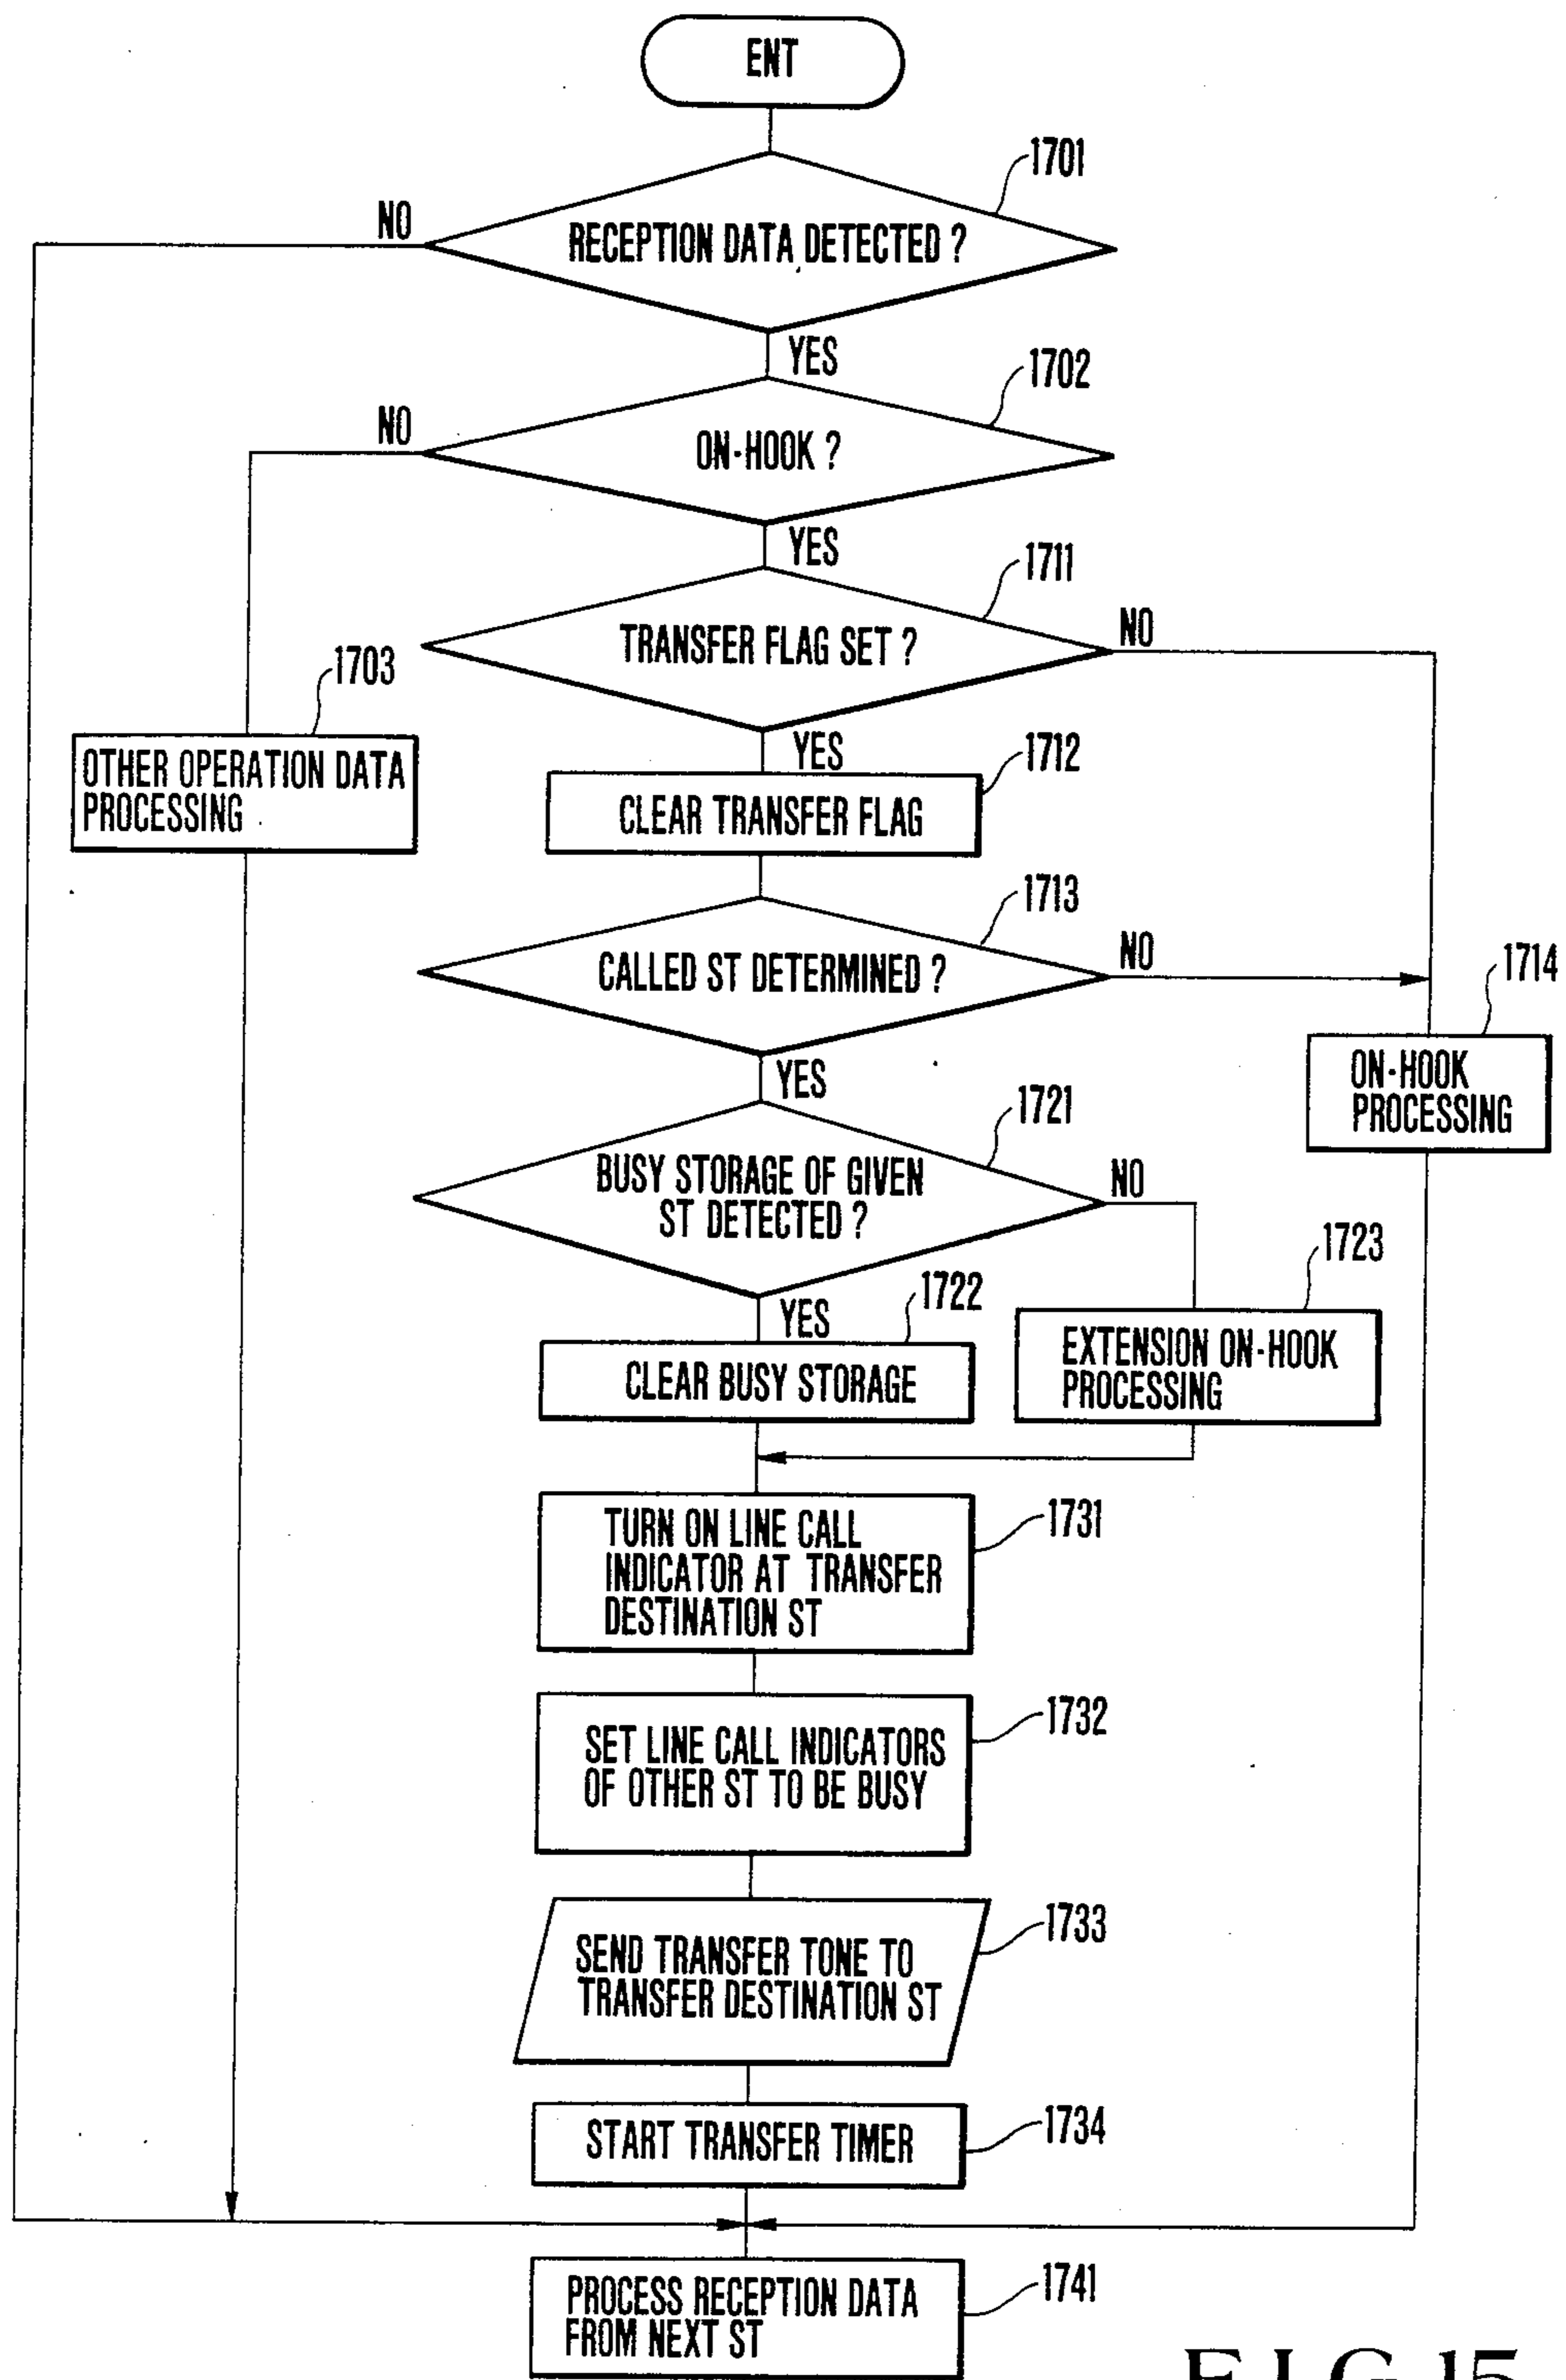 ENT
1701
NO
RECEPTION DATA DETECTED ?
YES
1702
NO
ON-HOOK ?
YES
1711
TRANSFER FLAG SET ?
NO
1703
OTHER OPERATION DATA
PROCESSING
YES
1712
CLEAR TRANSFER FLAG
1713
CALLED ST DETERMINED ?
NO
1714
ON-HOOK
PROCESSING
YES
1721
BUSY STORAGE OF GIVEN
ST DETECTED ?
NO
1723
1722
YES
CLEAR BUSY STORAGE
EXTENSION ON-HOOK
PROCESSING
TURN ON LINE CALL
INDICATOR AT TRANSFER
DESTINATION ST
1731
SET LINE CALL INDICATORS
OF OTHER ST TO BE BUSY
1732
SEND TRANSFER TONE TO
TRANSFER DESTINATION ST
1733
START TRANSFER TIMER
1734
PROCESS RECEPTION DATA
FROM NEXT ST
1741
FIG.15